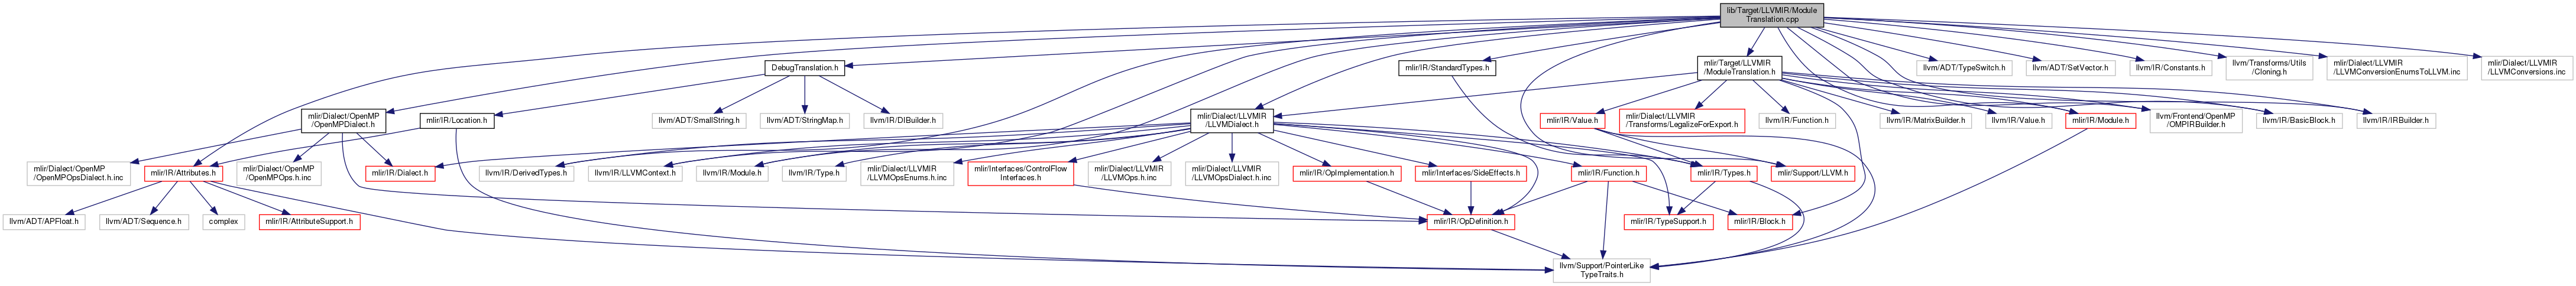 lib/Target/LLVMIR/Module
Translation.cpp
DebugTranslation.h
mlir/IR/StandardTypes.h
mlir/Target/LLVMIR
/ModuleTranslation.h
llvm/ADT/TypeSwitch.h
llvm/ADT/SetVector.h
llvm/IR/Constants.h
llvm/Transforms/Utils
/Cloning.h
mlir/Dialect/LLVMIR
/LLVMConversionEnumsToLLVM.inc
mlir/Dialect/LLVMIR
/LLVMConversions.inc
mlir/Dialect/OpenMP
/OpenMPDialect.h
mlir/IR/Location.h
llvm/ADT/SmallString.h
llvm/ADT/StringMap.h
llvm/IR/DIBuilder.h
mlir/Dialect/LLVMIR
/LLVMDialect.h
mlir/IR/Value.h
mlir/Dialect/LLVMIR
/Transforms/LegalizeForExport.h
llvm/IR/Function.h
llvm/IR/MatrixBuilder.h
llvm/IR/Value.h
mlir/IR/Module.h
llvm/Frontend/OpenMP
/OMPIRBuilder.h
llvm/IR/BasicBlock.h
llvm/IR/IRBuilder.h
mlir/Dialect/OpenMP
/OpenMPOpsDialect.h.inc
mlir/IR/Attributes.h
mlir/Dialect/OpenMP
/OpenMPOps.h.inc
mlir/IR/Dialect.h
llvm/IR/DerivedTypes.h
llvm/IR/LLVMContext.h
llvm/IR/Module.h
llvm/IR/Type.h
mlir/Dialect/LLVMIR
/LLVMOpsEnums.h.inc
mlir/Interfaces/ControlFlow
Interfaces.h
mlir/Dialect/LLVMIR
/LLVMOps.h.inc
mlir/Dialect/LLVMIR
/LLVMOpsDialect.h.inc
mlir/IR/OpImplementation.h
mlir/Interfaces/SideEffects.h
mlir/IR/Function.h
mlir/IR/Types.h
mlir/Support/LLVM.h
llvm/ADT/APFloat.h
llvm/ADT/Sequence.h
complex
mlir/IR/AttributeSupport.h
mlir/IR/OpDefinition.h
mlir/IR/TypeSupport.h
mlir/IR/Block.h
llvm/Support/PointerLike
TypeTraits.h